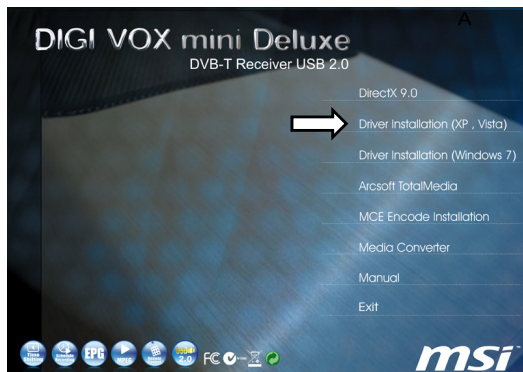 A
DIGI VOX mini Deluxe
DVB-T Receiver USB 2.0
DirectX 9.0
Driver Installation (XP , Vista)
Driver Installation (Windows 7)
Arcsoft TotalMedia
MCE Encode Installation
Media Converter
Manual
Exit
EPG
MPEG
2.0
FC
msi